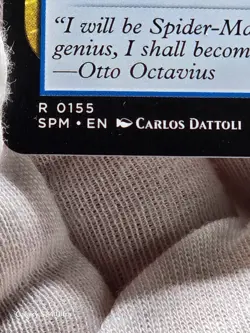 “I will be Spider-Ma
genius, I shall becom
—Otto Octavius
R 0155
SPM • EN CARLOS DATTOLI